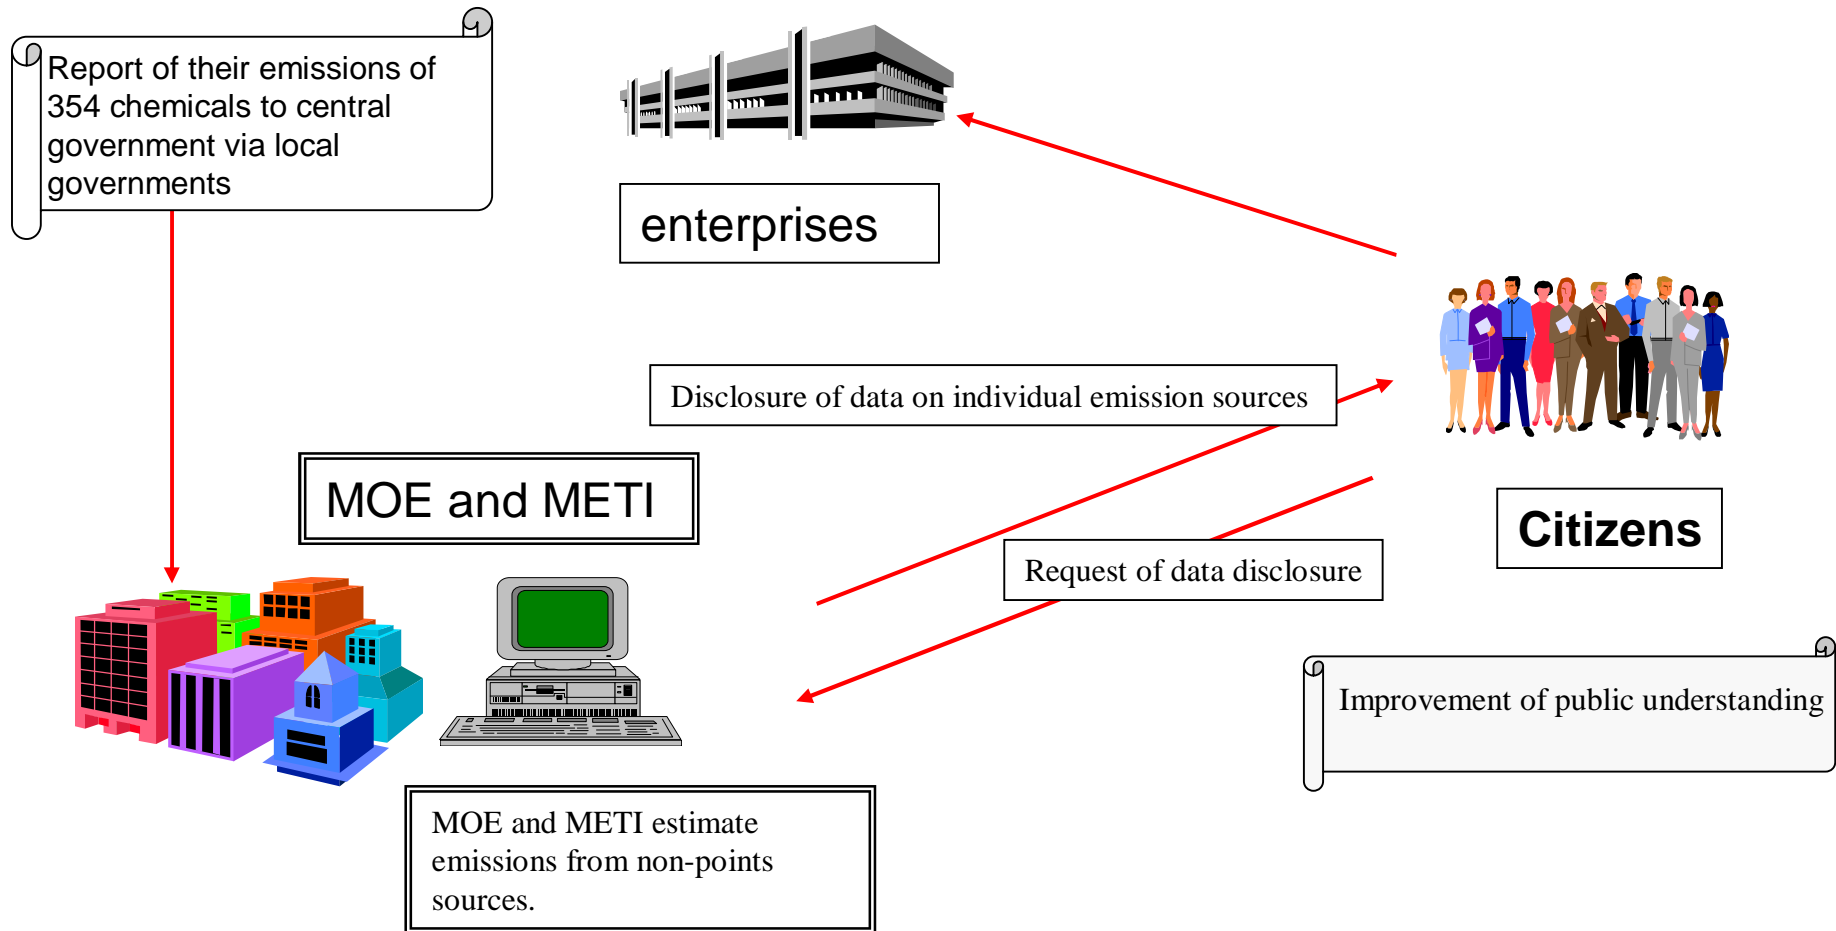 Report of their emissions of
354 chemicals to central
government via local
governments
enterprises
Disclosure of data on individual emission sources
MOE and METI
Citizens
Request of data disclosure
Improvement of public understanding
MOE and METI estimate
emissions from non-points
sources.